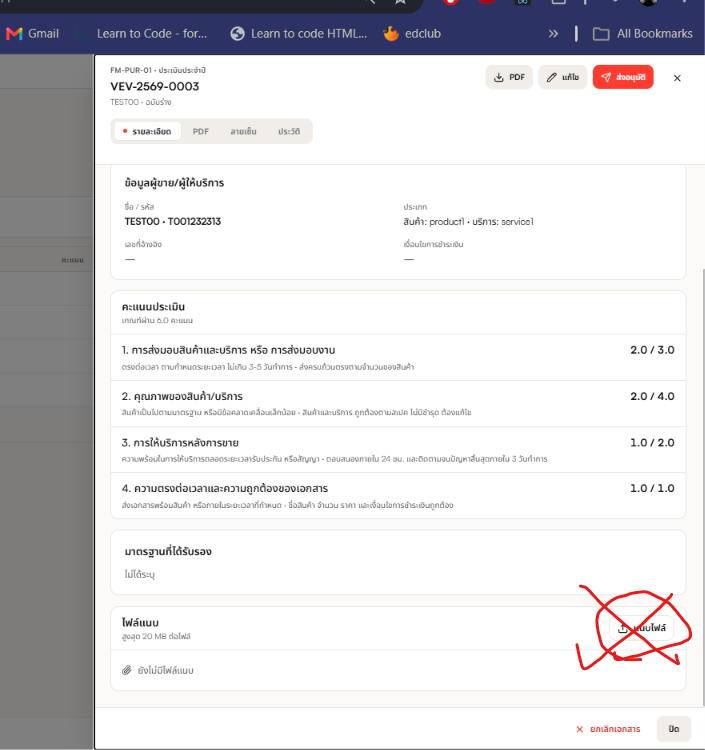 Gmail
Learn to Code - for...
Learn to code HTML...
edclub
»
All Bookmarks
FM-PUR-01 • ประเมินประจำปี
VEV-2569-0003
TEST00 • ฉบับร่าง
PDF
แก้ไข
ส่งอนุมัติ
รายละเอียด
PDF
ลายเซ็น
ประวัติ
ข้อมูลผู้ขาย/ผู้ให้บริการ
ชื่อ / รหัส
ประเภท
TEST00 • T001232313
สินค้า: product1 • บริการ: service1
เลขที่อ้างอิง
เงื่อนไขการชำระเงิน
—
—
คะแนน
คะแนนประเมิน
เกณฑ์ผ่าน 6.0 คะแนน
1. การส่งมอบสินค้าและบริการ หรือ การส่งมอบงาน
2.0 / 3.0
ตรงต่อเวลา ตามกำหนดระยะเวลา ไม่เกิน 3-5 วันทำการ • ส่งครบถ้วนตรงตามจำนวนของสินค้า
2. คุณภาพของสินค้า/บริการ
2.0 / 4.0
สินค้าเป็นไปตามมาตรฐาน หรือมีข้อคลาดเคลื่อนเล็กน้อย • สินค้าและบริการ ถูกต้องตามสเปค ไม่มีชำรุด ต้องแก้ไข
3. การให้บริการหลังการขาย
1.0 / 2.0
ความพร้อมในการให้บริการตลอดระยะเวลารับประกัน หรือสัญญา • ตอบสนองภายใน 24 ชม. และติดตามจนปัญหาสิ้นสุดภายใน 3 วันทำการ
4. ความตรงต่อเวลาและความถูกต้องของเอกสาร
1.0 / 1.0
ส่งเอกสารพร้อมสินค้า หรือภายในระยะเวลาที่กำหนด • ชื่อสินค้า จำนวน ราคา และเงื่อนไขการชำระเงินถูกต้อง
มาตรฐานที่ได้รับรอง
ไม่ได้ระบุ
ไฟล์แนบ
แนบไฟล์
สูงสุด 20 MB ต่อไฟล์
ยังไม่มีไฟล์แนบ
ยกเลิกเอกสาร
ปิด